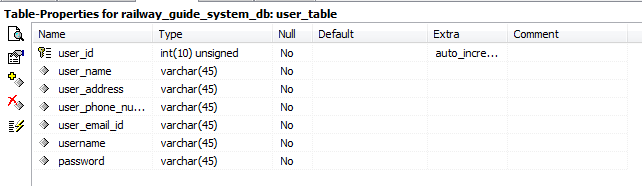 Table-Properties for railway_guide_system_db: user_table
Name Type Null Default Extra Comment
user_id int(10) unsigned No auto_incre...
user_name varchar(45) No
user_address varchar(45) No
user_phone_nu... varchar(45) No
user_email_id varchar(45) No
username varchar(45) No
password varchar(45) No